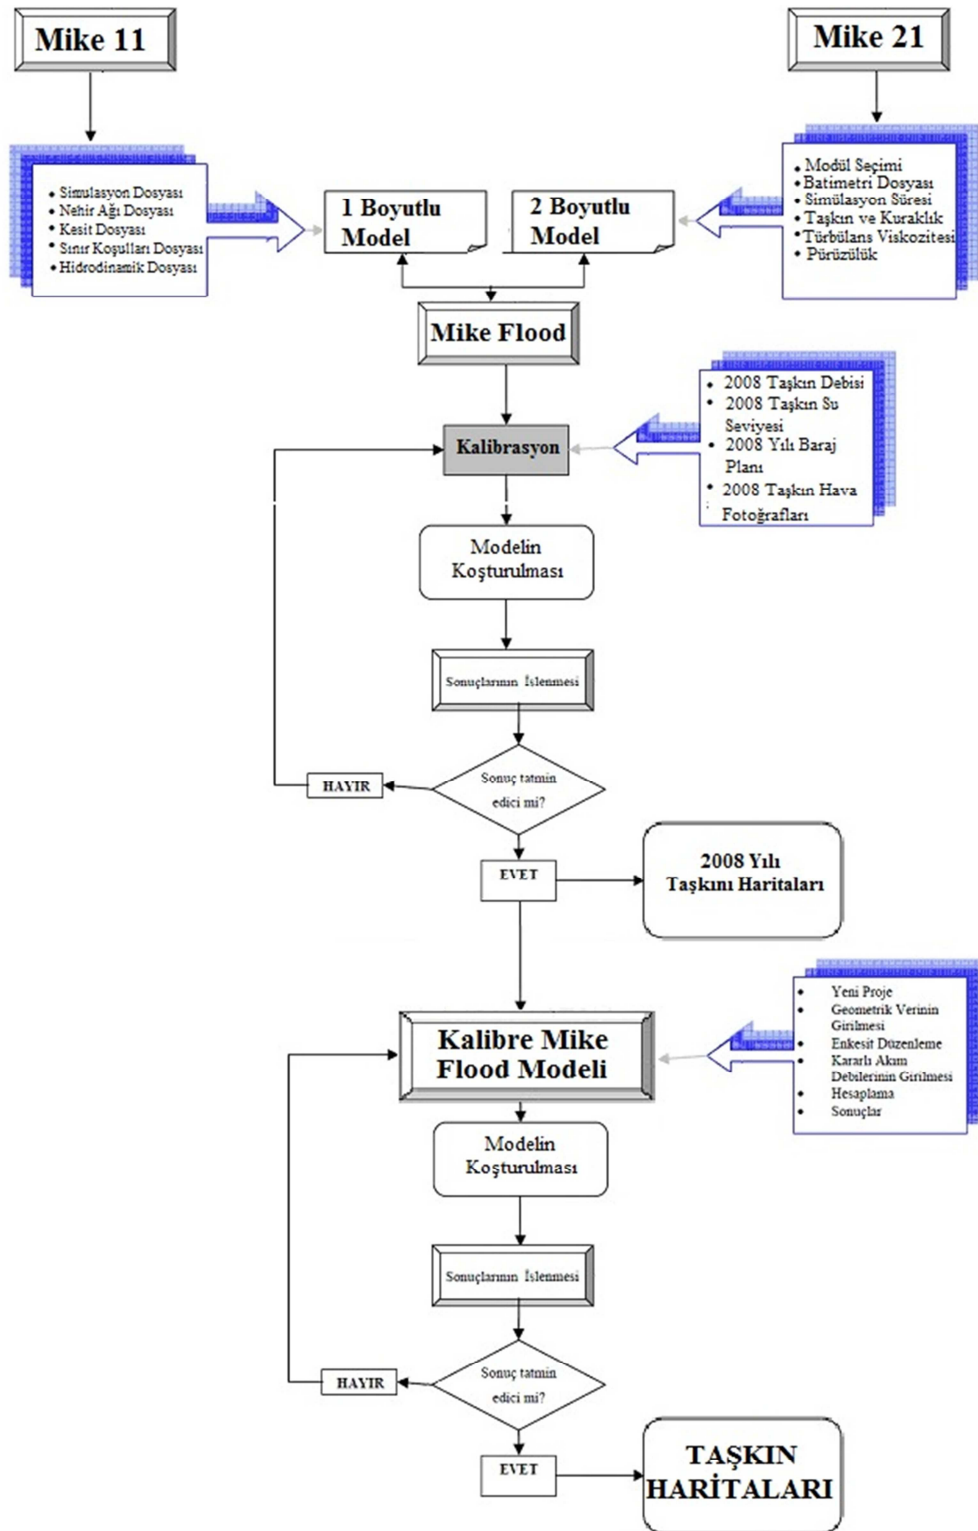 Mike 11
Mike 21
• Simulasyon Dosyası
• Nehir Ağı Dosyası
• Kesit Dosyası
• Sınır Koşulları Dosyası
• Hidrodinamik Dosyası
1 Boyutlu
Model
2 Boyutlu
Model
• Modül Seçimi
• Batimetri Dosyası
• Simülasyon Süresi
• Taşkın ve Kuraklık
• Türbülans Viskozitesi
• Pürüzülük
Mike Flood
Kalibrasyon
• 2008 Taşkın Debisi
• 2008 Taşkın Su
Seviyesi
• 2008 Yılı Baraj
Planı
• 2008 Taşkın Hava
Fotoğrafları
Modelin
Koşturulması
Sonuçlarının İşlenmesi
Sonuç tatmin
edici mi?
HAYIR
EVET
2008 Yılı
Taşkını Haritaları
Kalibre Mike
Flood Modeli
• Yeni Proje
• Geometrik Verinin
Girilmesi
• Enkesit Düzenleme
• Kararlı Akım
Debilerinin Girilmesi
• Hesaplama
• Sonuçlar
Modelin
Koşturulması
Sonuçlarının İşlenmesi
Sonuç tatmin
edici mi?
HAYIR
EVET
TAŞKIN
HARİTALARI